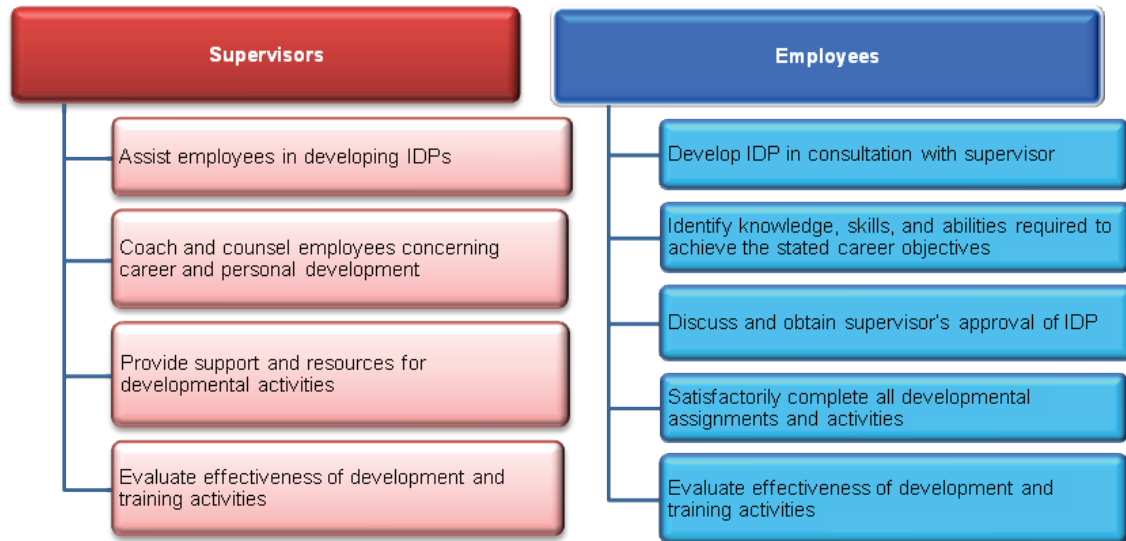 Supervisors
Assist employees in developing IDPs
Coach and counsel employees concerning
career and personal development
Provide support and resources for
developmental activities
Evaluate effectiveness of development and
training activities
Employees
Develop IDP in consultation with supervisor
Identify knowledge, skills, and abilities required to
achieve the stated career objectives
Discuss and obtain supervisor's approval of IDP
Satisfactorily complete all developmental
assignments and activities
Evaluate effectiveness of development and
training activities